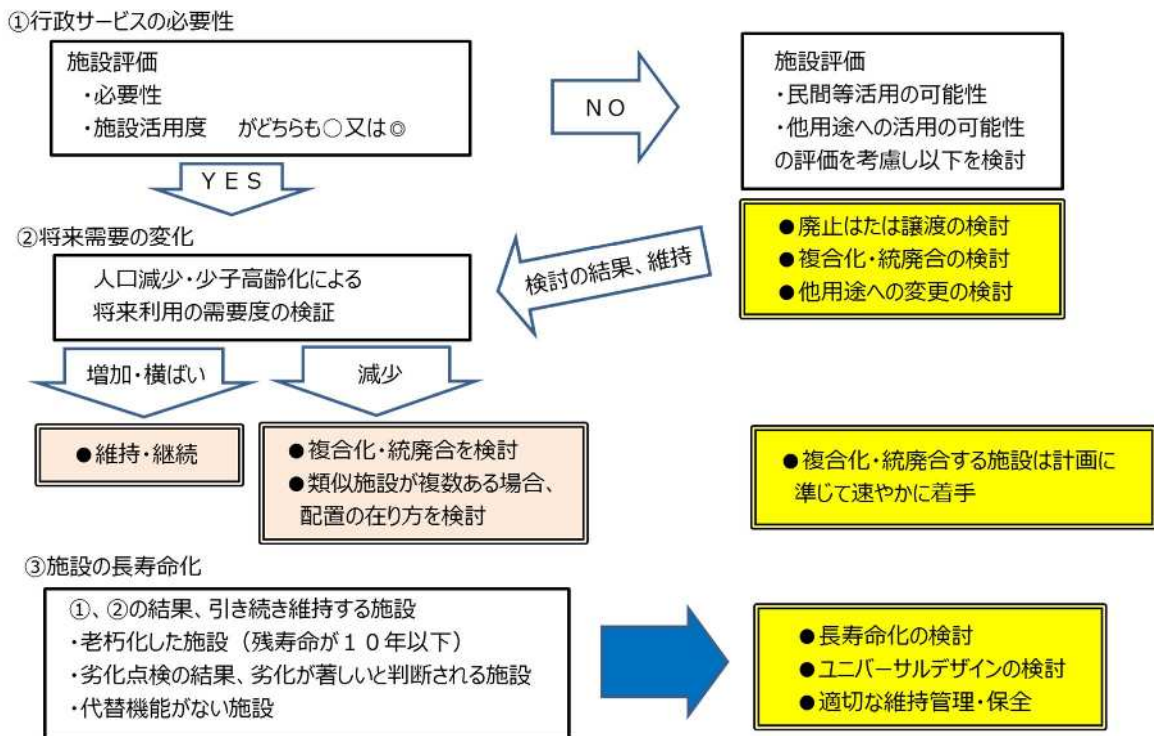 ①行政サービスの必要性
施設評価
・必要性
・施設活用度　がどちらも○又は◎
ＮＯ
施設評価
・民間等活用の可能性
・他用途への活用の可能性
の評価を考慮し以下を検討
ＹＥＳ
●廃止はたは譲渡の検討
●複合化・統廃合の検討
●他用途への変更の検討
検討の結果、維持
②将来需要の変化
人口減少・少子高齢化による
将来利用の需要度の検証
増加・横ばい
減少
●維持・継続
●複合化・統廃合を検討
●類似施設が複数ある場合、
配置の在り方を検討
●複合化・統廃合する施設は計画に
準じて速やかに着手
③施設の長寿命化
①、②の結果、引き続き維持する施設
・老朽化した施設（残寿命が１０年以下）
・劣化点検の結果、劣化が著しいと判断される施設
・代替機能がない施設
●長寿命化の検討
●ユニバーサルデザインの検討
●適切な維持管理・保全